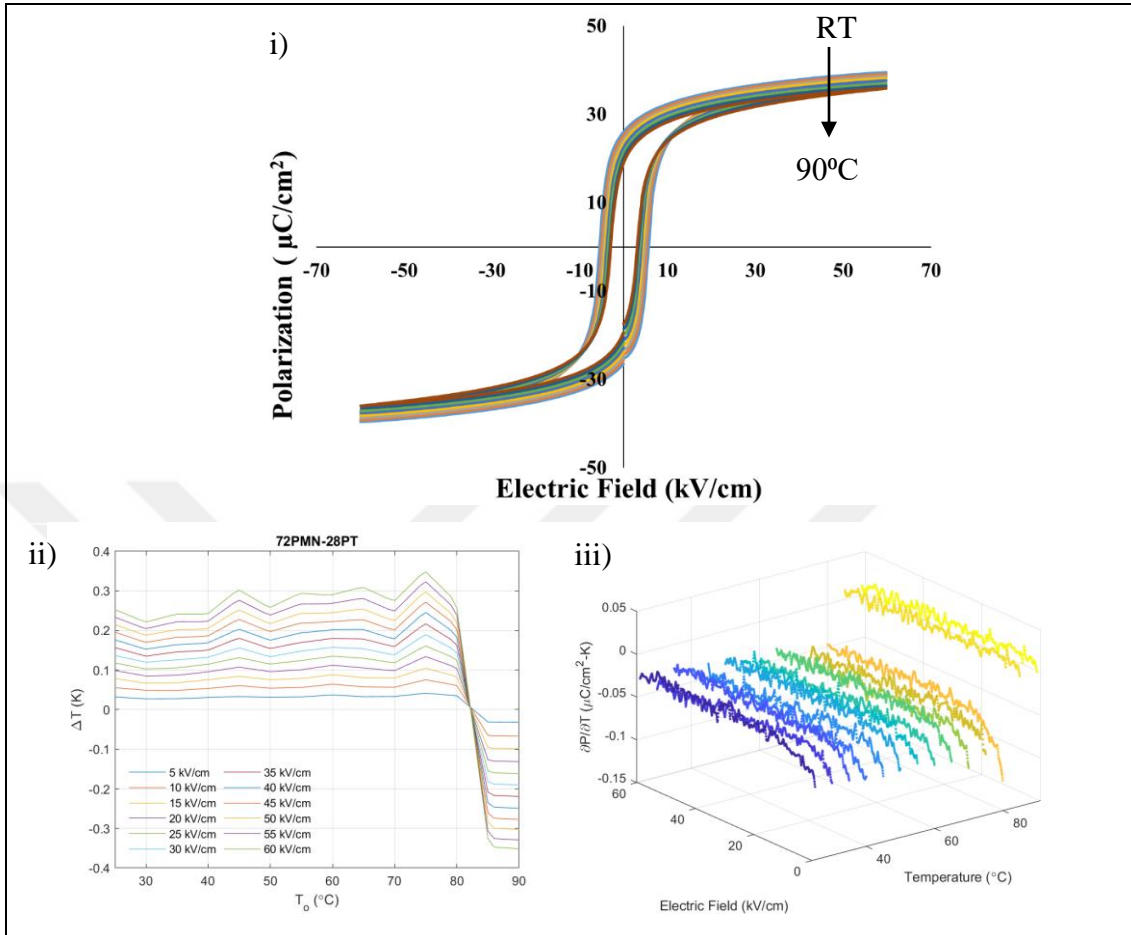 i)
50
RT
30
90ºC
10
-70
-50
-30
-10
10
30
50
70
-10
-30
-50
Polarization ( µC/cm²)
Electric Field (kV/cm)
ii)
72PMN-28PT
0.4
0.3
0.2
0.1
0
-0.1
-0.2
-0.3
-0.4
ΔT (K)
5 kV/cm
10 kV/cm
15 kV/cm
20 kV/cm
25 kV/cm
30 kV/cm
35 kV/cm
40 kV/cm
45 kV/cm
50 kV/cm
55 kV/cm
60 kV/cm
30 40 50 60 70 80 90
Tₒ (°C)
iii)
0.05
0
-0.05
-0.1
-0.15
∂P/∂T (µC/cm²-K)
60
40
20
0
Electric Field (kV/cm)
40
60
80
Temperature (°C)